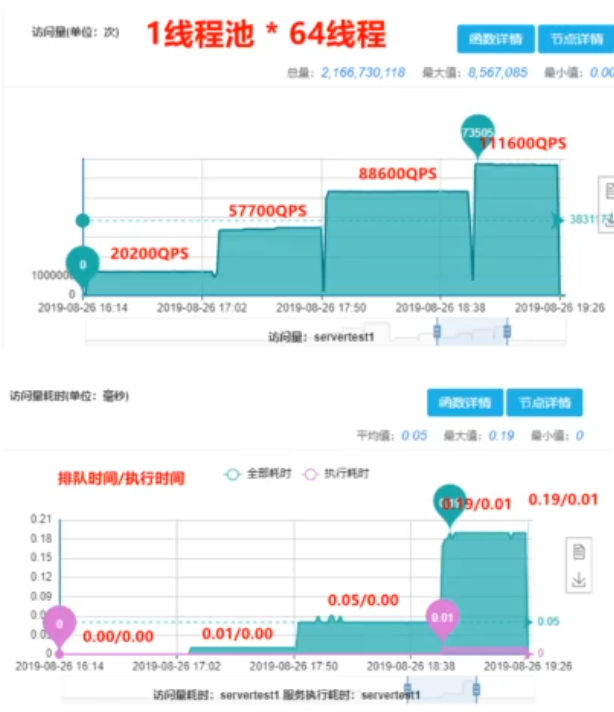 访问量(单位：次)
1线程池 * 64线程
函数详情 节点详情
总量：2,166,730,118 最大值：8,567,085 最小值：0.00
73505
111600QPS
88600QPS
57700QPS
3831177
20200QPS
0
100000
0
2019-08-26 16:14 2019-08-26 17:02 2019-08-26 17:50 2019-08-26 18:38 2019-08-26 19:26
访问量：servertest1
访问量耗时(单位：毫秒)
函数详情 节点详情
平均值：0.05 最大值：0.19 最小值：0
排队时间/执行时间
全部耗时 执行耗时
0.19/0.01 0.19/0.01
0.21
0.18
0.15
0.12
0.09
0.05/0.00
0.01
0.05
0.01/0.00
0.00/0.00
0
0.03
0
0
2019-08-26 16:14 2019-08-26 17:02 2019-08-26 17:50 2019-08-26 18:38 2019-08-26 19:26
访问量耗时：servertest1 服务执行耗时：servertest1